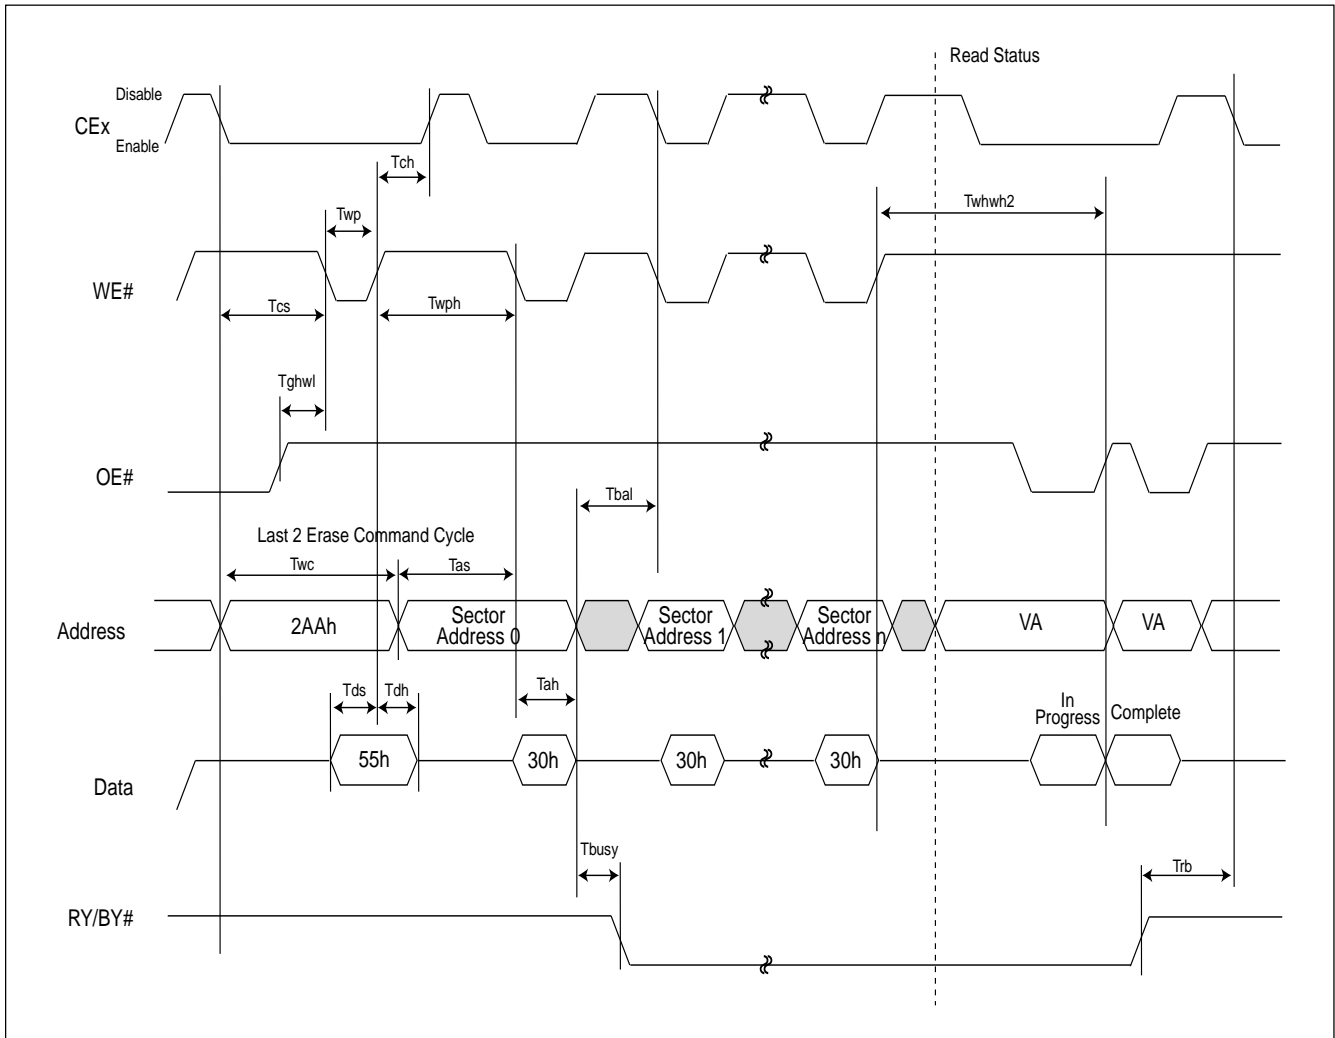 Read Status
Disable
CEx
Enable
Tch
Twhwh2
Twp
WE#
Tcs
Twph
Tghwl
OE#
Tbal
Last 2 Erase Command Cycle
Twc
Tas
Address
2AAh
Sector
Address 0
Sector
Address 1
Sector
Address n
VA
VA
Tds
Tdh
Tah
In
Progress
Complete
Data
55h
30h
30h
30h
Tbusy
Trb
RY/BY#